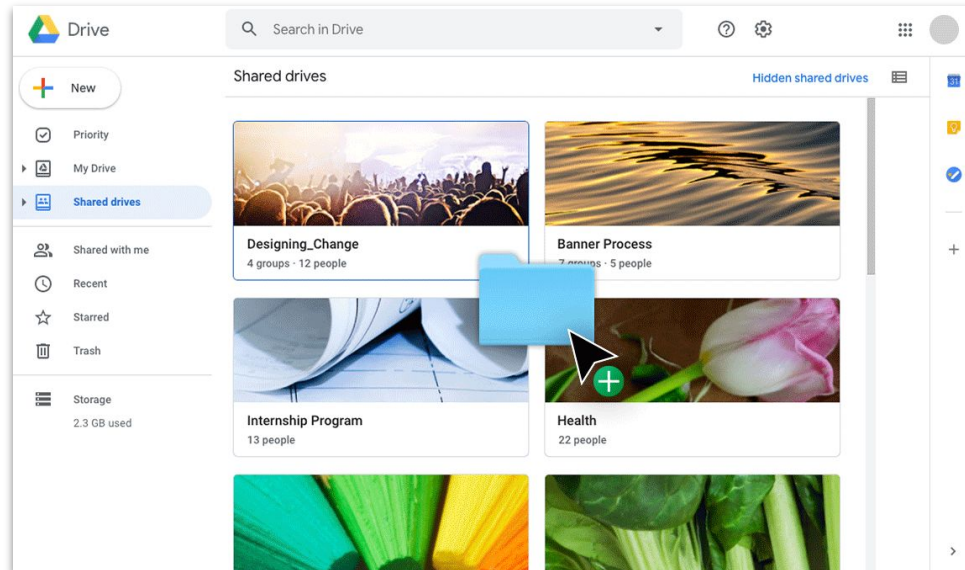 Drive
Search in Drive
New
Priority
My Drive
Shared drives
Shared with me
Recent
Starred
Trash
Storage
2.3 GB used
Shared drives
Hidden shared drives
Designing_Change
4 groups · 12 people
Banner Process
7 groups · 5 people
Internship Program
13 people
Health
22 people
31